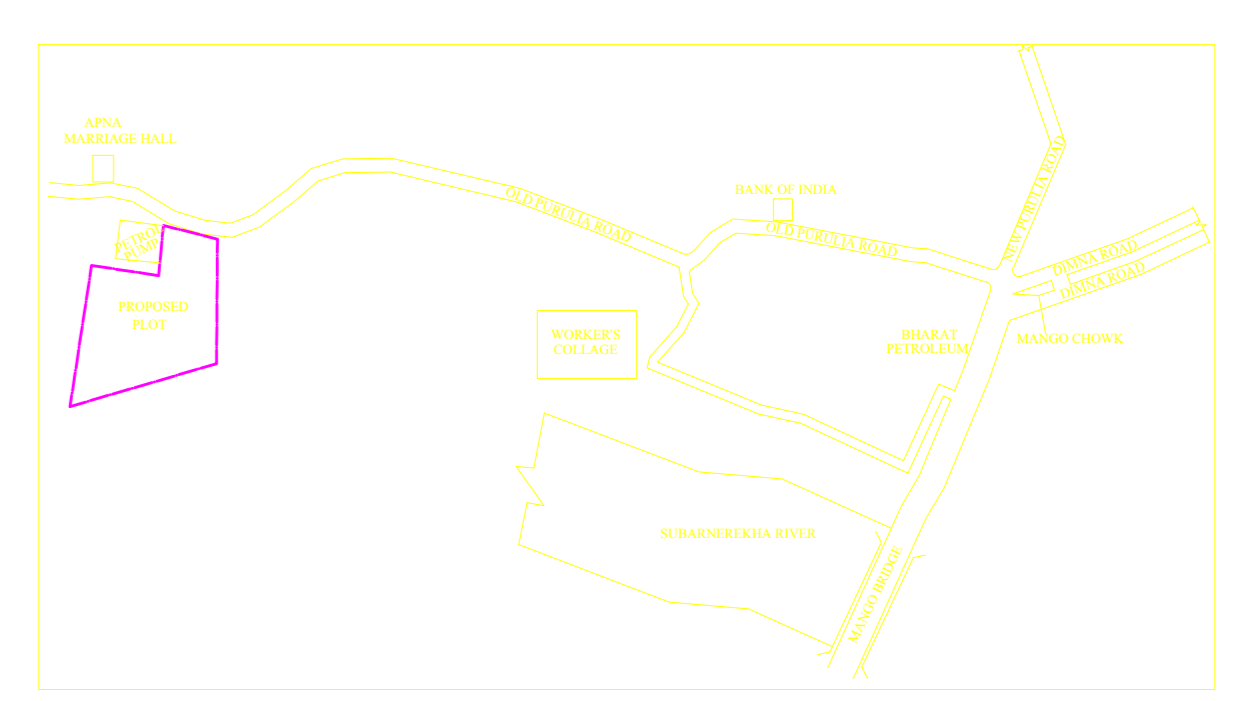 APNA
MARRIAGE HALL
PETROL
PUMP
PROPOSED
PLOT
OLD PURULIA ROAD
BANK OF INDIA
OLD PURULIA ROAD
NEW PURULIA ROAD
DIMNA ROAD
DIMNA ROAD
MANGO CHOWK
BHARAT
PETROLEUM
WORKER'S
COLLAGE
SUBARNEREKHA RIVER
MANGO BRIDGE